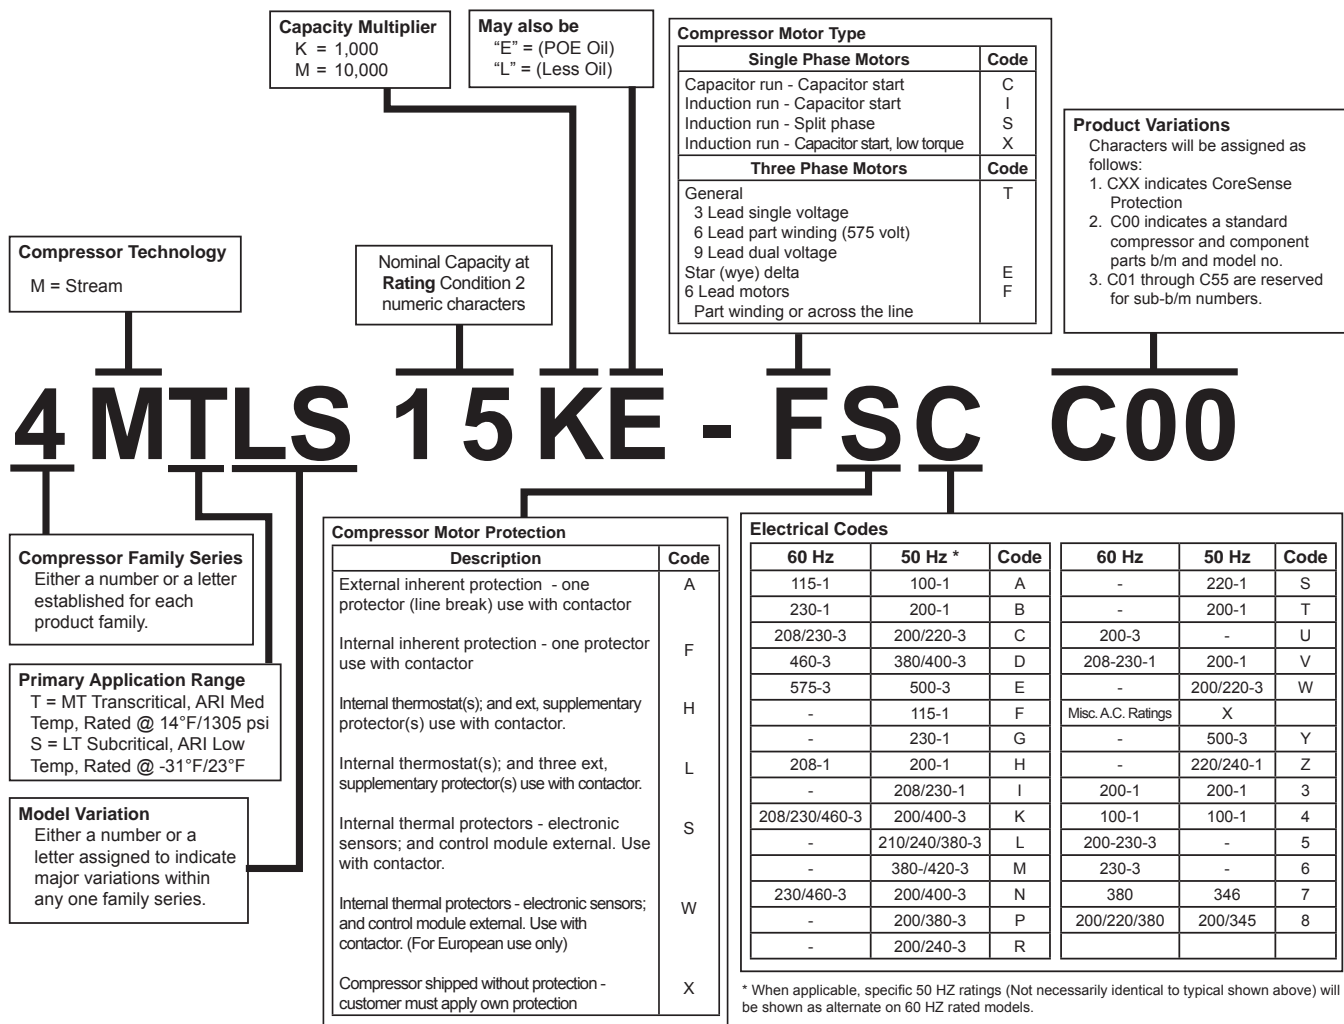 Capacity Multiplier
K = 1,000
M = 10,000
May also be
“E” = (POE Oil)
“L” = (Less Oil)
Compressor Motor Type
Single Phase Motors Code
Capacitor run - Capacitor start C
Induction run - Capacitor start I
Induction run - Split phase S
Induction run - Capacitor start, low torque X
Three Phase Motors Code
General T
3 Lead single voltage
6 Lead part winding (575 volt)
9 Lead dual voltage
Star (wye) delta E
6 Lead motors F
Part winding or across the line
Product Variations
Characters will be assigned as
follows:
1. CXX indicates CoreSense
Protection
2. C00 indicates a standard
compressor and component
parts b/m and model no.
3. C01 through C55 are reserved
for sub-b/m numbers.
Compressor Technology
M = Stream
Nominal Capacity at
Rating Condition 2
numeric characters
4 MTLS 15 KE - FSC C00
Compressor Family Series
Either a number or a letter
established for each
product family.
Primary Application Range
T = MT Transcritical, ARI Med
Temp, Rated @ 14°F/1305 psi
S = LT Subcritical, ARI Low
Temp, Rated @ -31°F/23°F
Model Variation
Either a number or a
letter assigned to indicate
major variations within
any one family series.
Compressor Motor Protection
Description Code
External inherent protection - one A
protector (line break) use with contactor
Internal inherent protection - one protector F
use with contactor
Internal thermostat(s); and ext, supplementary H
protector(s) use with contactor.
Internal thermostat(s); and three ext, L
supplementary protector(s) use with contactor.
Internal thermal protectors - electronic S
sensors; and control module external. Use
with contactor.
Internal thermal protectors - electronic sensors; W
and control module external. Use with
contactor. (For European use only)
Compressor shipped without protection - X
customer must apply own protection
Electrical Codes
60 Hz 50 Hz * Code 60 Hz 50 Hz Code
115-1 100-1 A - 220-1 S
230-1 200-1 B - 200-1 T
208/230-3 200/220-3 C 200-3 - U
460-3 380/400-3 D 208-230-1 200-1 V
575-3 500-3 E - 200/220-3 W
- 115-1 F Misc. A.C. Ratings X
- 230-1 G - 500-3 Y
208-1 200-1 H - 220/240-1 Z
- 208/230-1 I 200-1 200-1 3
208/230/460-3 200/400-3 K 100-1 100-1 4
- 210/240/380-3 L 200-230-3 - 5
- 380-/420-3 M 230-3 - 6
230/460-3 200/400-3 N 380 346 7
- 200/380-3 P 200/220/380 200/345 8
- 200/240-3 R
* When applicable, specific 50 HZ ratings (Not necessarily identical to typical shown above) will
be shown as alternate on 60 HZ rated models.